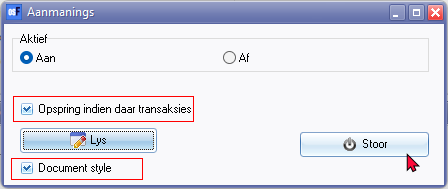 Aanmanings
Aktief
Aan
Af
Opspring indien daar transaksies
Lys
Stoor
Document style